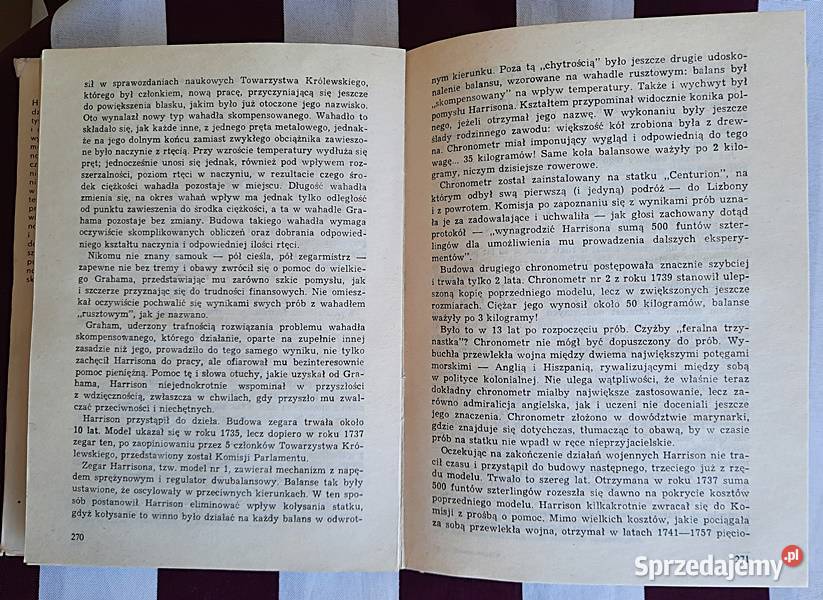 sił w sprawozdaniach naukowych Towarzystwa Królewskiego,
którego był członkiem, nową pracę, przyczyniającą się jeszcze
do powiększenia blasku, jakim było już otoczone jego nazwisko.
Oto wynalazł nowy typ wahadła skompensowanego. Wahadło to
składało się, jak każde inne, z jednego pręta metalowego, jednak-
że na jego dolnym końcu zamiast zwykłego obciążnika zawieszo-
ne było naczynie z rtęcią. Przy wzroście temperatury wydłuża się
pręt; jednocześnie unosi się jednak, również pod wpływem roz-
szerzalności, poziom rtęci w naczyniu, w rezultacie czego śro-
dek ciężkości wahadła pozostaje w miejscu. Długość wahadła
zmienia się, na okres wahań wpływ ma jednak tylko odległość
od punktu zawieszenia do środka ciężkości, a ta w wahadle Gra-
hama pozostaje bez zmiany. Budowa takiego wahadła wymaga
oczywiście skomplikowanych obliczeń oraz dobrania odpowied-
niego kształtu naczynia i odpowiedniej ilości rtęci.
Nikomu nie znany samouk — pół cieśla, pół zegarmistrz —
zapewne nie bez tremy i obawy zwrócił się o pomoc do wielkie-
go Grahama, przedstawiając mu zarówno szkic pomysłu, jak
i szczerze przyznając się do trudności finansowych. Nie omiesz-
kał oczywiście pochwalić się wynikami swych prób z wahadłem
„rusztowym”, jak je nazwano.
Graham, uderzony trafnością rozwiązania problemu wahadła
skompensowanego, którego działanie, oparte na zupełnie innej
zasadzie niż jego, prowadziło do tego samego wyniku, nie tylko
zachęcił Harrisona do pracy, ale ofiarował mu bezinteresownie
pomoc pieniężną. Pomoc tę i słowa otuchy, jakie uzyskał od Gra-
hama, Harrison niejednokrotnie wspominał w przyszłości
z wdzięcznością, zwłaszcza w chwilach, gdy przyszło mu zwal-
czać przeciwności i niechętnych.
Harrison przystąpił do dzieła. Budowa zegara trwała około
10 lat. Model ukazał się w roku 1735, lecz dopiero w roku 1737
zegar ten, po zaopiniowaniu przez 5 członków Towarzystwa Kró-
lewskiego, przedstawiony został Komisji Parlamentu.
Zegar Harrisona, tzw. model nr 1, zawierał mechanizm z napę-
dem sprężynowym i regulator dwubalansowy. Balanse tak były
ustawione, że oscylowały w przeciwnych kierunkach. W ten spo-
sób postanowił Harrison eliminować wpływ kołysania statku,
gdyż kołysanie to winno było działać na każdy balans w odwrot-
270
nym kierunku. Poza tą „chytrością” było jeszcze drugie udosko-
nalenie balansu, wzorowane na wahadle rusztowym: balans był
„skompensowany” na wpływ temperatury. Także i wychwyt był
pomysłu Harrisona. Kształtem przypominał widocznie konika pol-
nego, jeżeli otrzymał jego nazwę. W wykonaniu były jeszcze
ślady rodzinnego zawodu: większość kół zrobiona była z drew-
na. Chronometr miał imponujący wygląd i odpowiednią do tego
wagę... 35 kilogramów! Same koła balansowe ważyły po 2 kilo-
gramy, niczym dzisiejsze rowerowe.
Chronometr został zainstalowany na statku „Centurion”, na
którym odbył swą pierwszą (i jedyną) podróż — do Lizbony
i z powrotem. Komisja po zapoznaniu się z wynikami prób uzna-
ła je za zadowalające i uchwaliła — jak głosi zachowany dotąd
protokół — „wynagrodzić Harrisona sumą 500 funtów szter-
lingów dla umożliwienia mu prowadzenia dalszych ekspery-
mentów”.
Budowa drugiego chronometru postępowała znacznie szybciej
i trwała tylko 2 lata. Chronometr nr 2 z roku 1739 stanowił ulep-
szoną kopię poprzedniego modelu, lecz w zwiększonych jeszcze
rozmiarach. Ciężar jego wynosił około 50 kilogramów, balanse
ważyły po 3 kilogramy!
Było to w 13 lat po rozpoczęciu prób. Czyżby „feralna trzy-
nastka”? Chronometr nie mógł być dopuszczony do prób. Wy-
buchła przewlekła wojna między dwiema największymi potęgami
morskimi — Anglią i Hiszpanią, rywalizującymi między sobą
w polityce kolonialnej. Nie ulega wątpliwości, że właśnie teraz
dokładny chronometr miałby największe zastosowanie, lecz za-
równo admiralicja angielska, jak i uczeni nie doceniali jeszcze
jego znaczenia. Chronometr złożono w dowództwie marynarki,
gdzie znajduje się dotychczas, tłumacząc to obawą, by w czasie
prób na statku nie wpadł w ręce nieprzyjacielskie.
Oczekując na zakończenie działań wojennych Harrison nie tra-
cił czasu i przystąpił do budowy następnego, trzeciego już z rzę-
du modelu. Trwało to szereg lat. Otrzymana w roku 1737 suma
500 funtów szterlingów rozeszła się dawno na pokrycie kosztów
poprzedniego modelu. Harrison kilkakrotnie zwracał się do Ko-
misji z prośbą o pomoc. Mimo wielkich kosztów, jakie pociągała
za sobą przewlekła wojna, otrzymał w latach 1741—1757 pięcio-
271
Sprzedajemy.pl